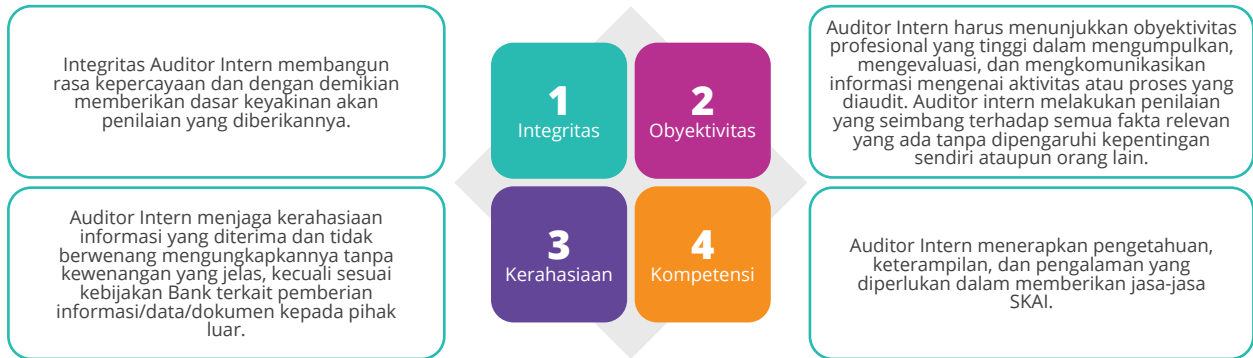 Integritas Auditor Intern membangun
rasa kepercayaan dan dengan demikian
memberikan dasar keyakinan akan
penilaian yang diberikannya.
1
Integritas
2
Obyektivitas
Auditor Intern harus menunjukkan obyektivitas
profesional yang tinggi dalam mengumpulkan,
mengevaluasi, dan mengkomunikasikan
informasi mengenai aktivitas atau proses yang
diaudit. Auditor intern melakukan penilaian
yang seimbang terhadap semua fakta relevan
yang ada tanpa dipengaruhi kepentingan
sendiri ataupun orang lain.
Auditor Intern menjaga kerahasiaan
informasi yang diterima dan tidak
berwenang mengungkapkannya tanpa
kewenangan yang jelas, kecuali sesuai
kebijakan Bank terkait pemberian
informasi/data/dokumen kepada pihak
luar.
3
Kerahasiaan
4
Kompetensi
Auditor Intern menerapkan pengetahuan,
keterampilan, dan pengalaman yang
diperlukan dalam memberikan jasa-jasa
SKAI.